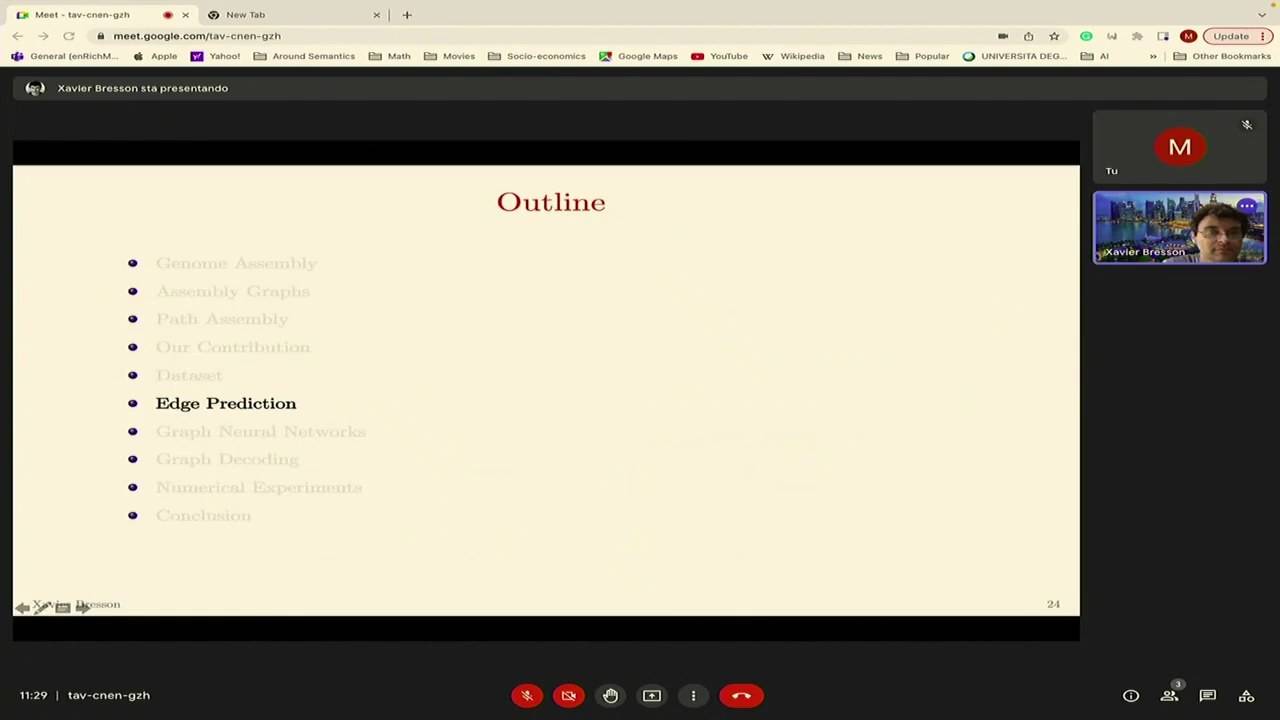 Meet - tav-cnen-gzh
New Tab
meet.google.com/tav-cnen-gzh
Update
General (enRichM...
Apple
Yahoo!
Around Semantics
Math
Movies
Socio-economics
Google Maps
YouTube
Wikipedia
News
Popular
UNIVERSITA DEG...
AI
Other Bookmarks
Xavier Bresson sta presentando
M
Tu
Xavier Bresson
Outline
Genome Assembly
Assembly Graphs
Path Assembly
Our Contribution
Dataset
Edge Prediction
Graph Neural Networks
Graph Decoding
Numerical Experiments
Conclusion
Xavier Bresson
24
11:29 | tav-cnen-gzh
3